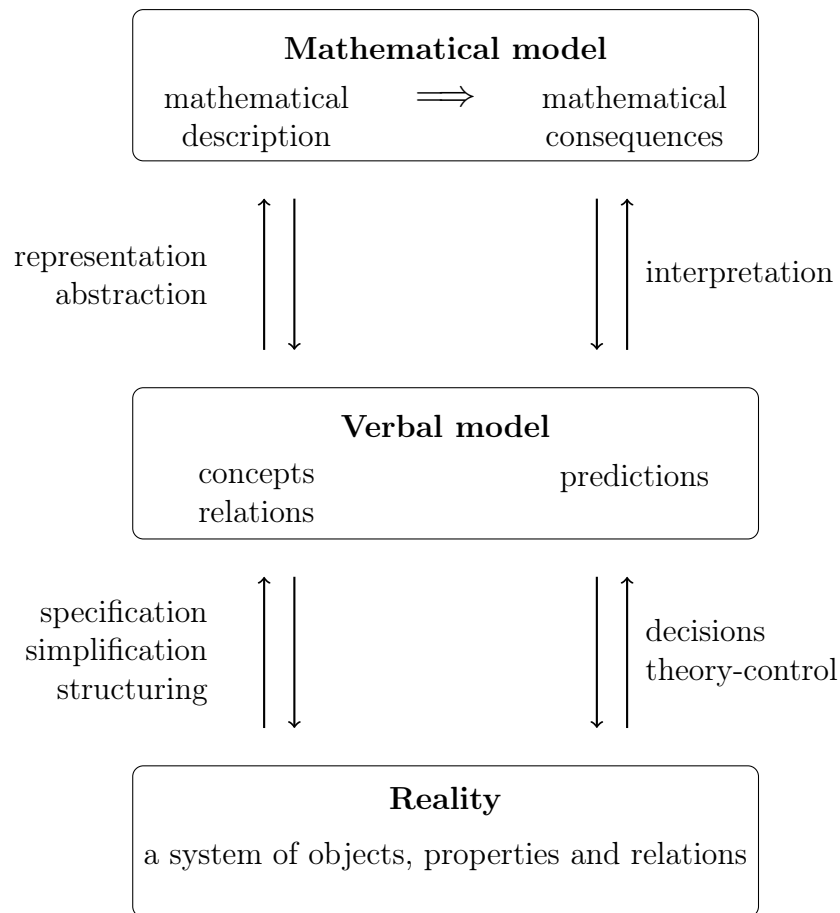 Mathematical model
mathematical ⟹ mathematical
description consequences
representation
abstraction
interpretation
Verbal model
concepts predictions
relations
specification
simplification
structuring
decisions
theory-control
Reality
a system of objects, properties and relations